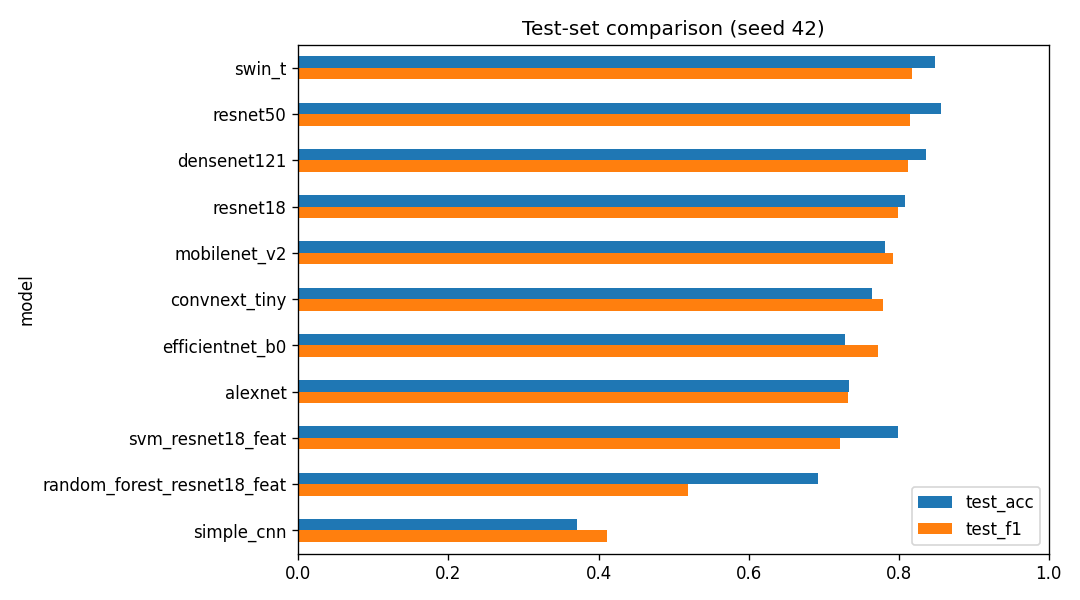 Test-set comparison (seed 42)
model
swin_t
resnet50
densenet121
resnet18
mobilenet_v2
convnext_tiny
efficientnet_b0
alexnet
svm_resnet18_feat
random_forest_resnet18_feat
simple_cnn
test_acc
test_f1
0.0 0.2 0.4 0.6 0.8 1.0